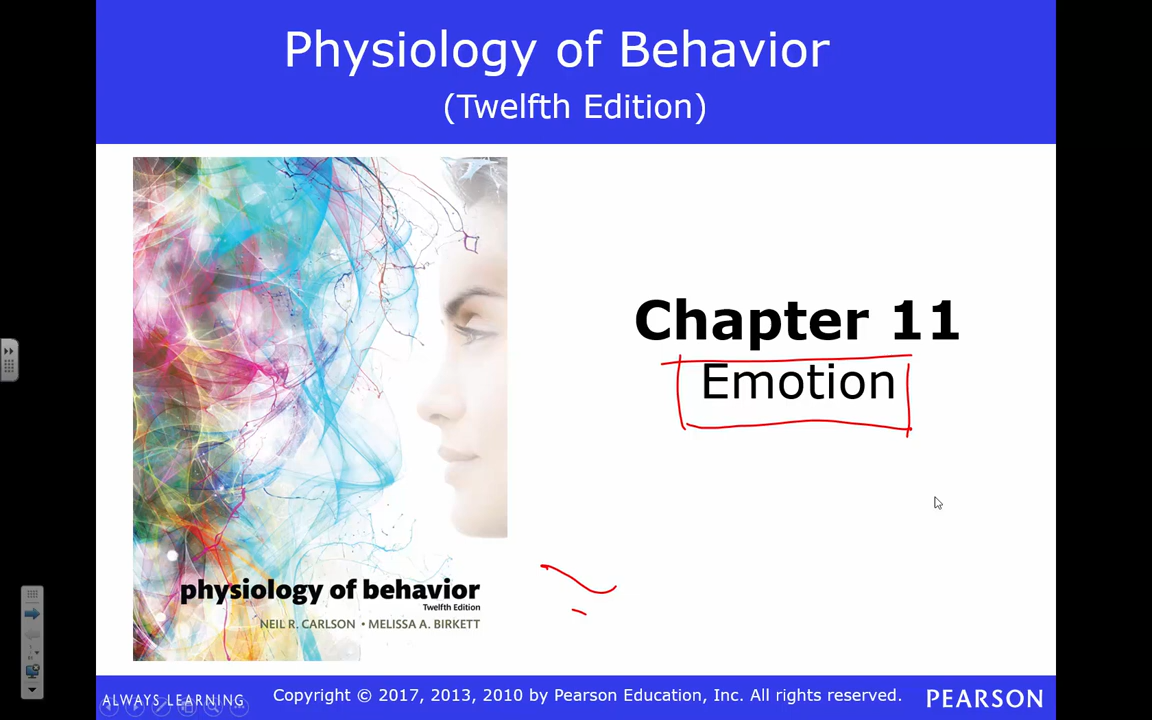 Physiology of Behavior
(Twelfth Edition)
Chapter 11
Emotion
physiology of behavior
Twelfth Edition
NEIL R. CARLSON • MELISSA A. BIRKETT
ALWAYS LEARNING
Copyright © 2017, 2013, 2010 by Pearson Education, Inc. All rights reserved.
PEARSON